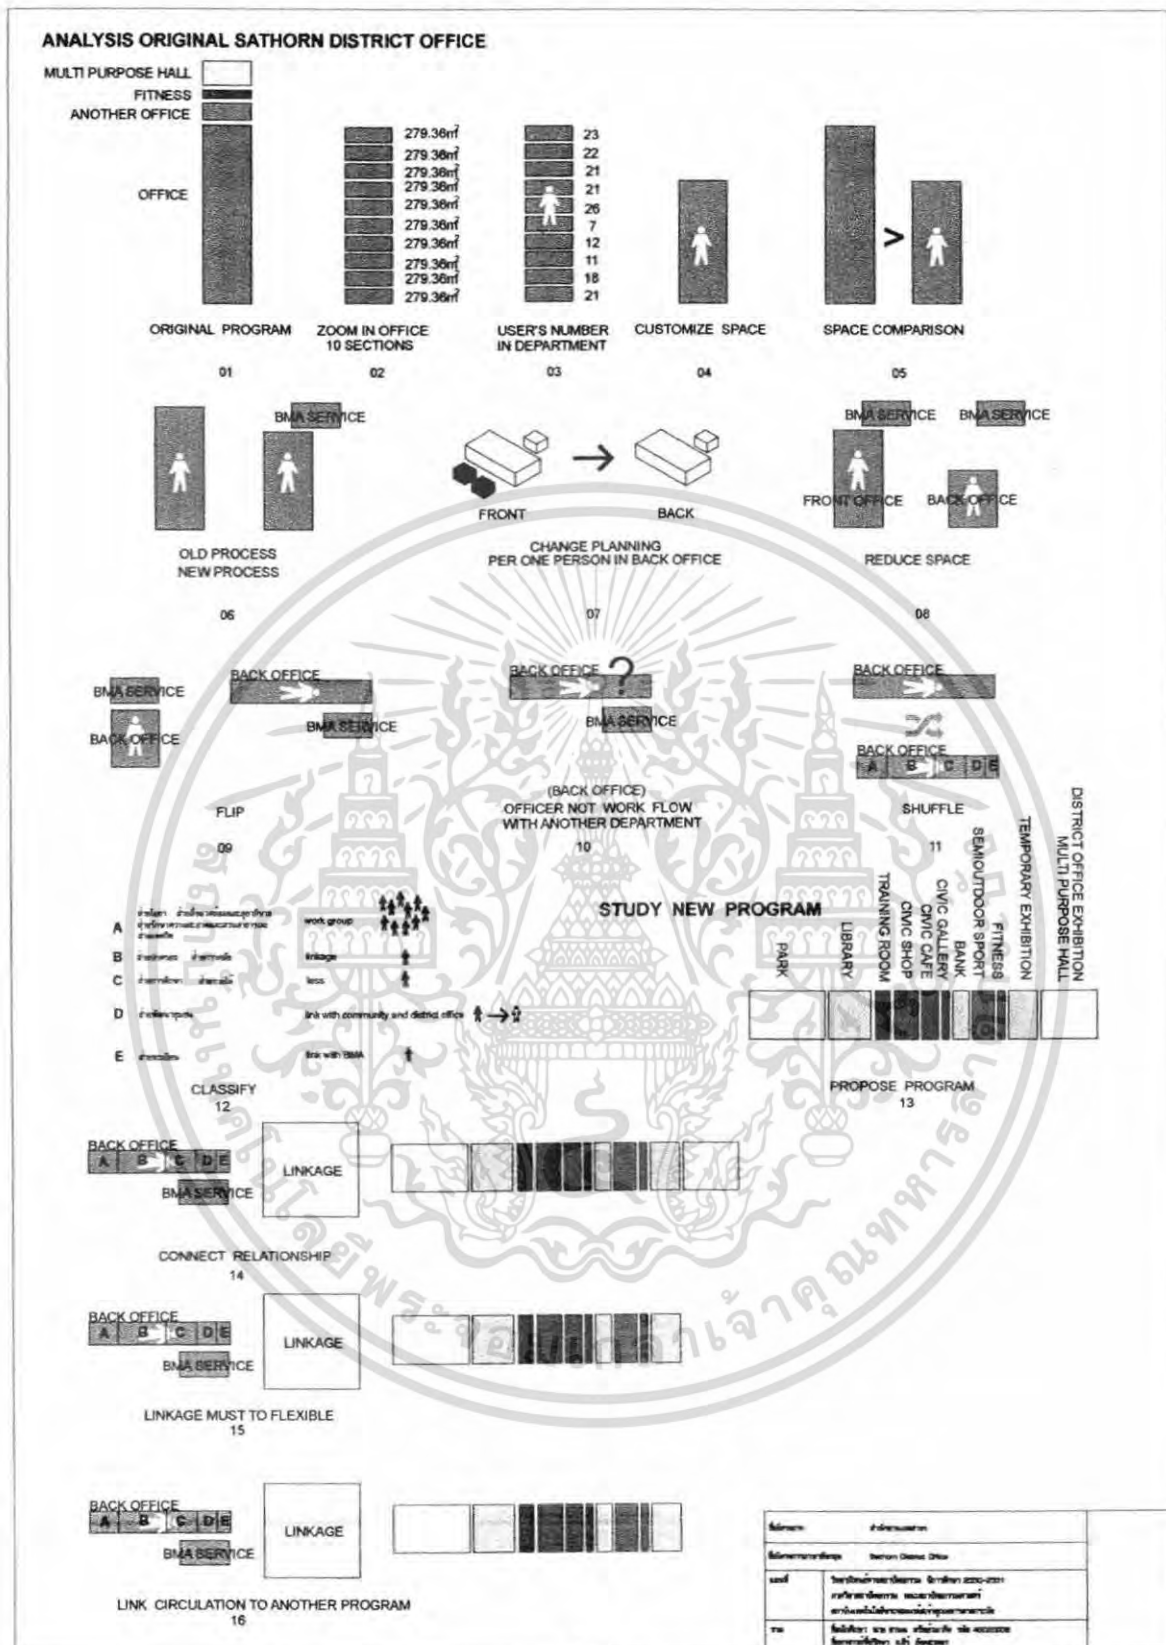 ANALYSIS ORIGINAL SATHORN DISTRICT OFFICE
MULTI PURPOSE HALL
FITNESS
ANOTHER OFFICE
OFFICE
279.36m²
279.36m²
279.36m²
279.36m²
279.36m²
279.36m²
279.36m²
279.36m²
279.36m²
279.36m²
23
22
21
21
26
7
12
11
18
21
>
ORIGINAL PROGRAM
01
ZOOM IN OFFICE
10 SECTIONS
02
USER'S NUMBER
IN DEPARTMENT
03
CUSTOMIZE SPACE
04
SPACE COMPARISON
05
BMA SERVICE
OLD PROCESS
NEW PROCESS
06
FRONT
BACK
CHANGE PLANNING
PER ONE PERSON IN BACK OFFICE
07
BMA SERVICE
BMA SERVICE
FRONT OFFICE
BACK OFFICE
REDUCE SPACE
08
BMA SERVICE
BACK OFFICE
BACK OFFICE
BMA SERVICE
FLIP
09
BACK OFFICE
?
BMA SERVICE
(BACK OFFICE)
OFFICER NOT WORK FLOW
WITH ANOTHER DEPARTMENT
10
BACK OFFICE
BACK OFFICE
A B C D E
SHUFFLE
11
A
work group
B
linkage
C
less
D
link with community and district office
E
link with BMA
CLASSIFY
12
STUDY NEW PROGRAM
PARK
LIBRARY
TRAINING ROOM
CIVIC SHOP
CIVIC CAFE
CIVIC GALLERY
BANK
SEMIOUTDOOR SPORT
FITNESS
TEMPORARY EXHIBITION
MULTI PURPOSE HALL
DISTRICT OFFICE EXHIBITION
PROPOSE PROGRAM
13
BACK OFFICE
A B C D E
BMA SERVICE
LINKAGE
CONNECT RELATIONSHIP
14
BACK OFFICE
A B C D E
BMA SERVICE
LINKAGE
LINKAGE MUST TO FLEXIBLE
15
BACK OFFICE
A B C D E
BMA SERVICE
LINKAGE
LINK CIRCULATION TO ANOTHER PROGRAM
16
Sathorn District Office